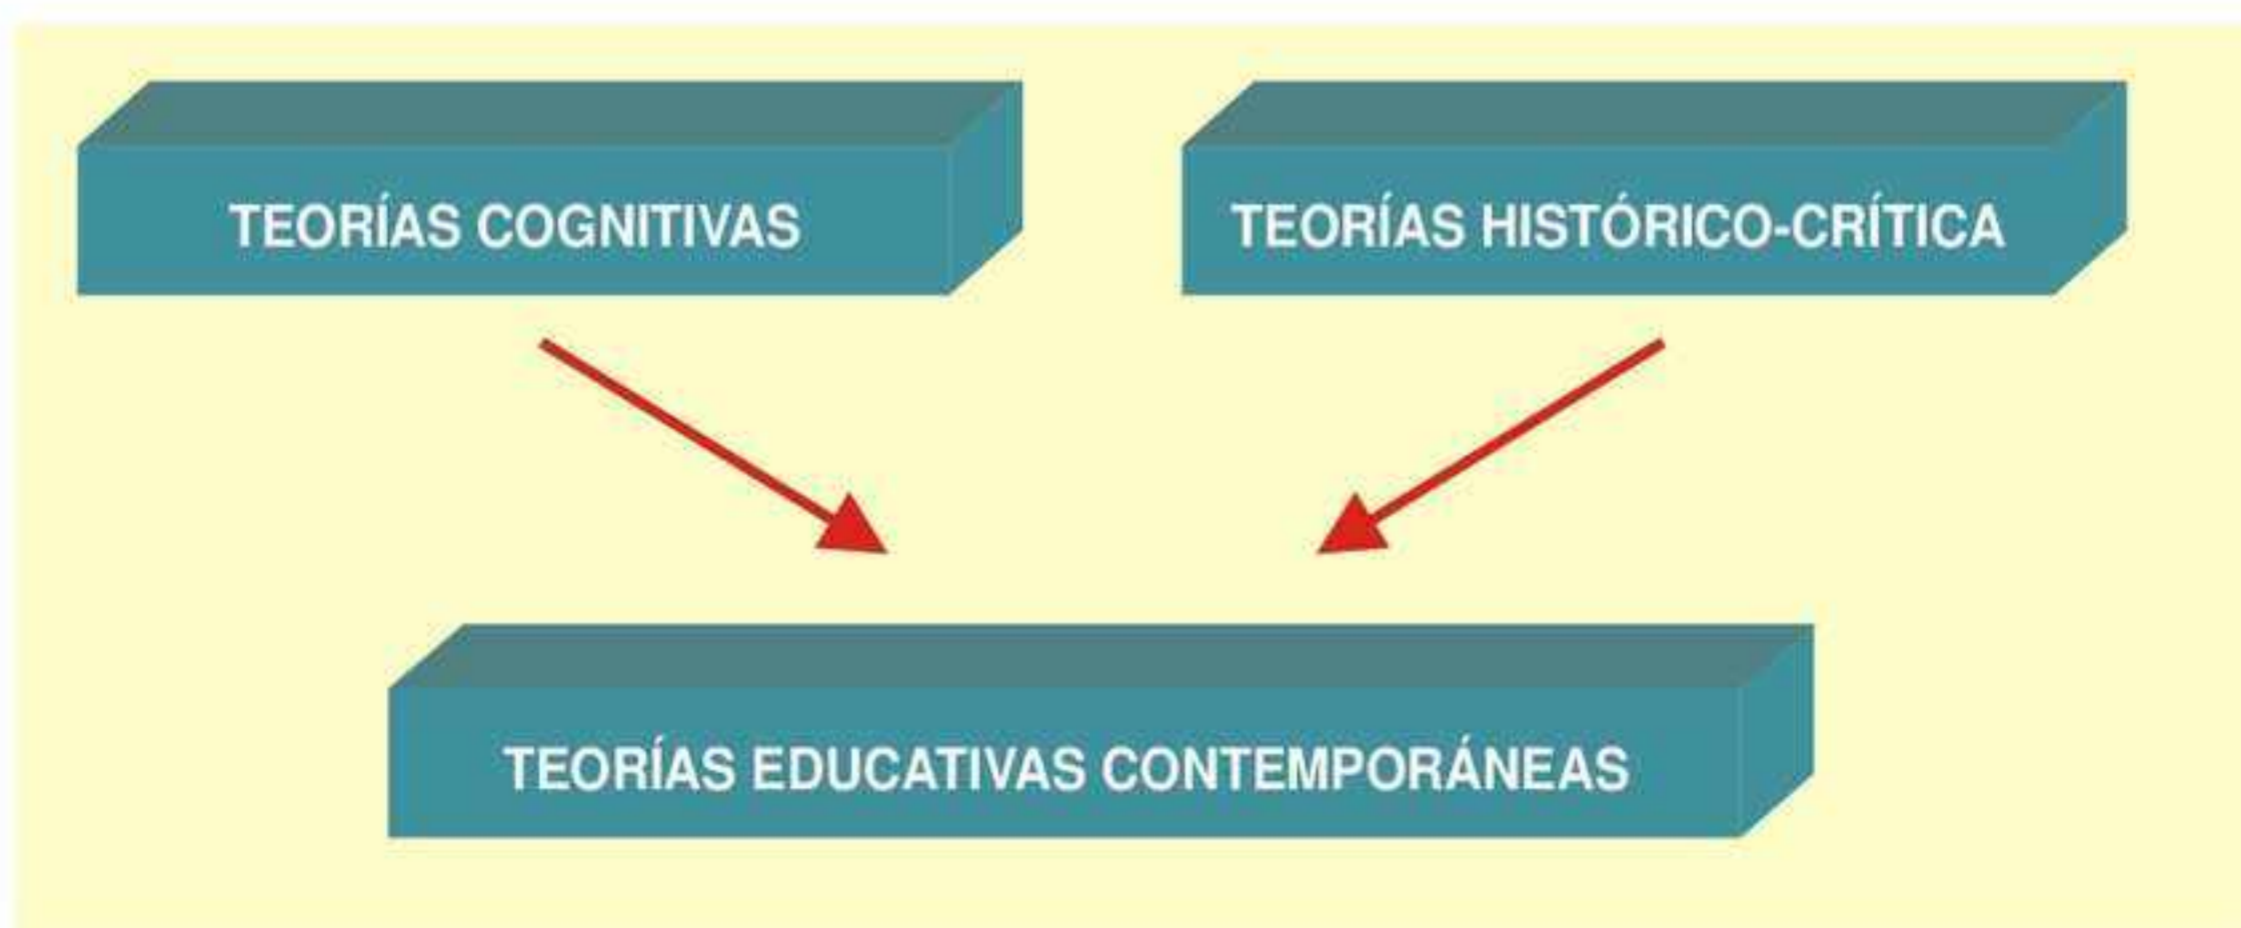 TEORÍAS COGNITIVAS
TEORÍAS HISTÓRICO-CRÍTICA
TEORÍAS EDUCATIVAS CONTEMPORÁNEAS